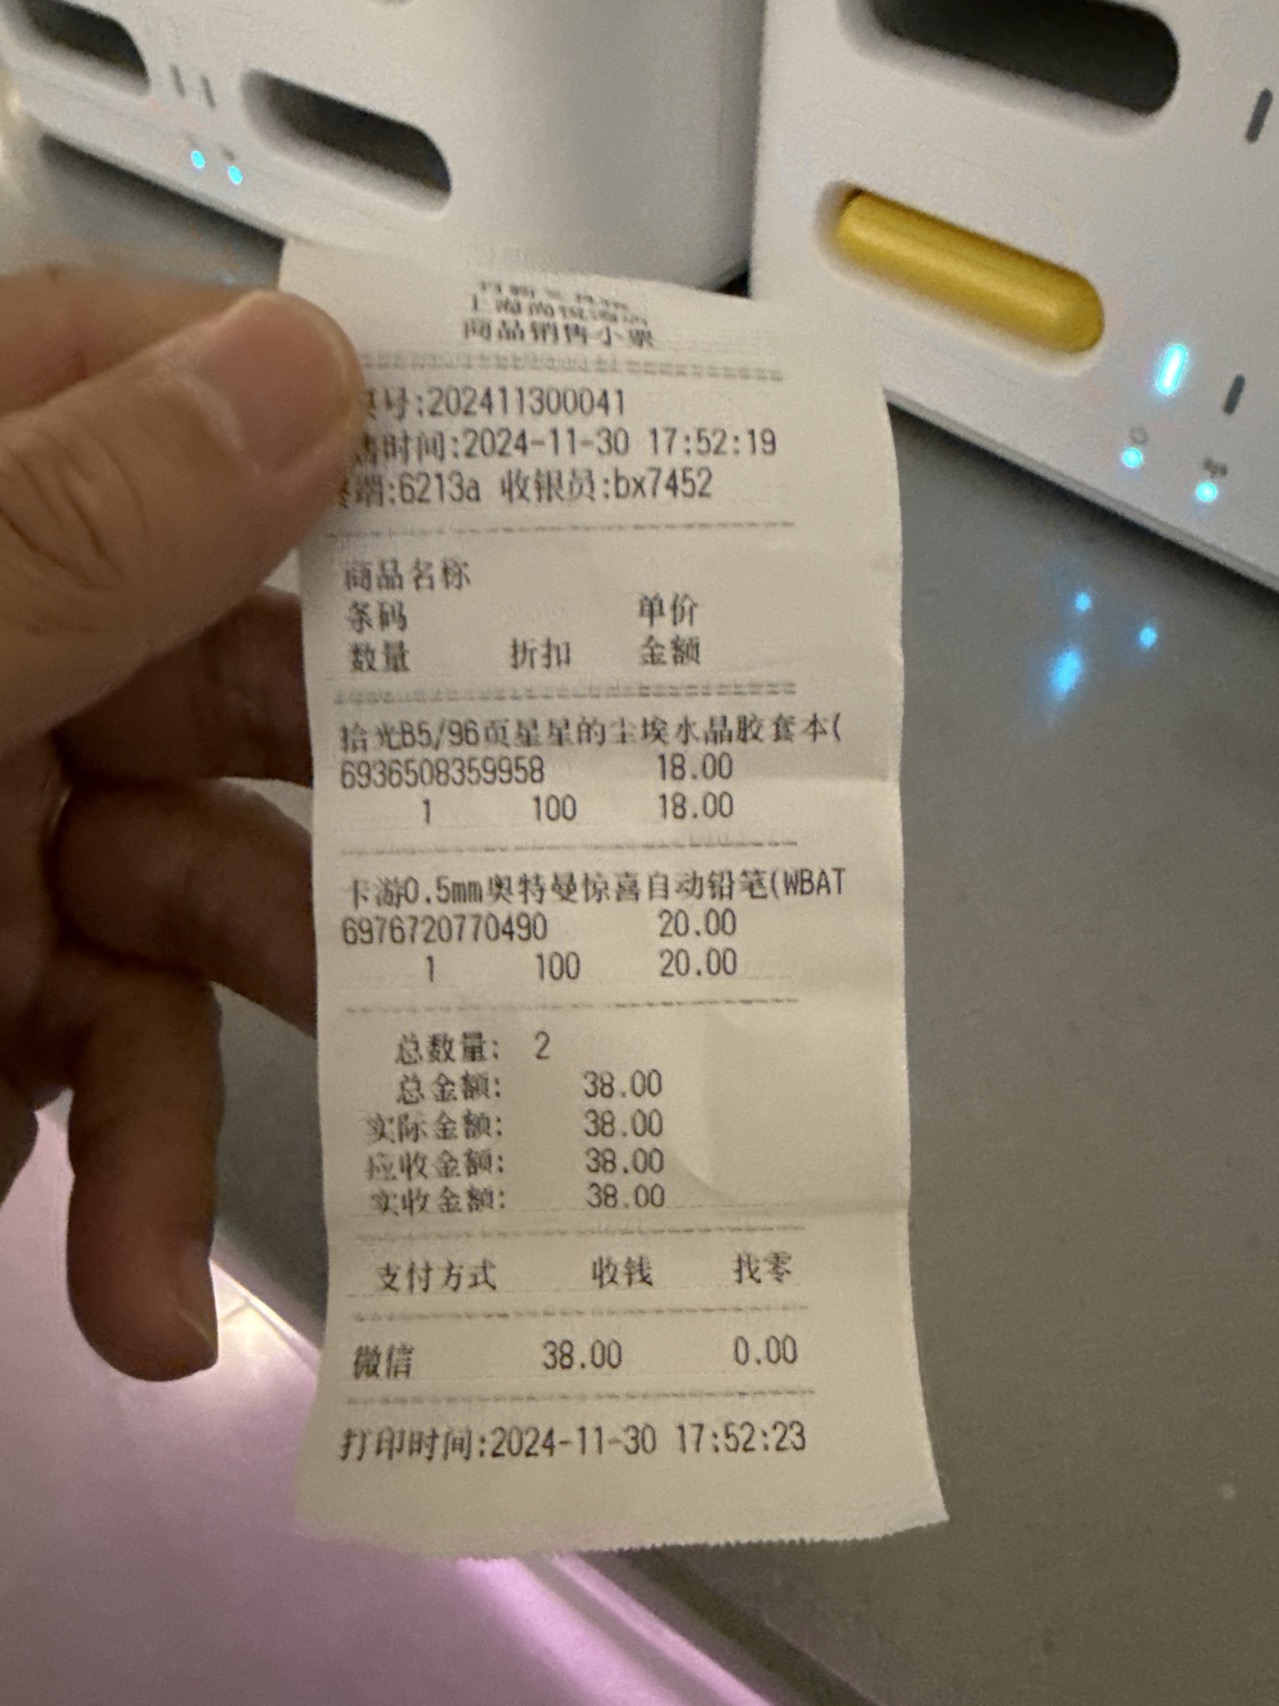 商品销售小票
号:202411300041
售时间:2024-11-30 17:52:19
终端:6213a 收银员:bx7452
商品名称
条码 单价
数量 折扣 金额
拾光B5/96页星星的尘埃水晶胶套本(
6936508359958 18.00
1 100 18.00
卡游0.5mm奥特曼惊喜自动铅笔(WBAT
6976720770490 20.00
1 100 20.00
总数量: 2
总金额: 38.00
实际金额: 38.00
应收金额: 38.00
实收金额: 38.00
支付方式 收钱 找零
微信 38.00 0.00
打印时间:2024-11-30 17:52:23